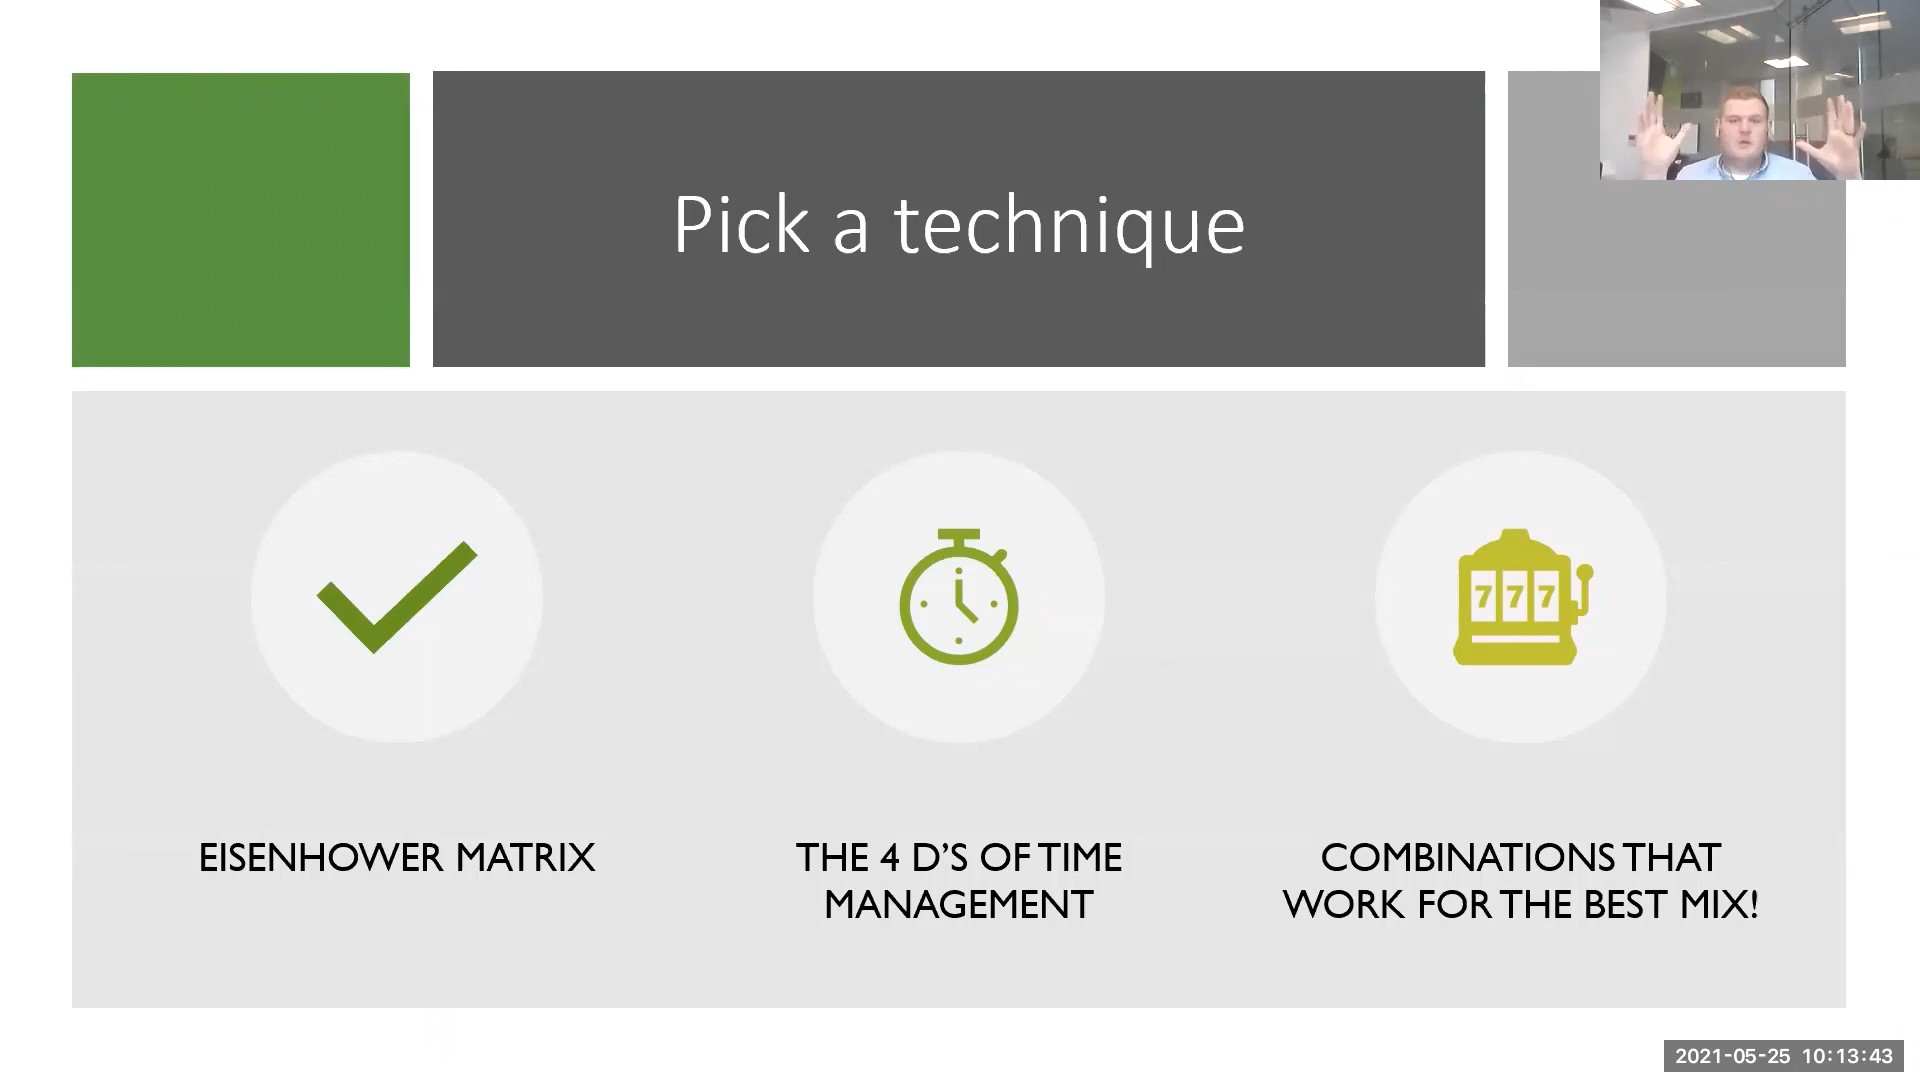 Pick a technique
777
EISENHOWER MATRIX
THE 4 D’S OF TIME
MANAGEMENT
COMBINATIONS THAT
WORK FOR THE BEST MIX!
2021-05-25 10:13:43